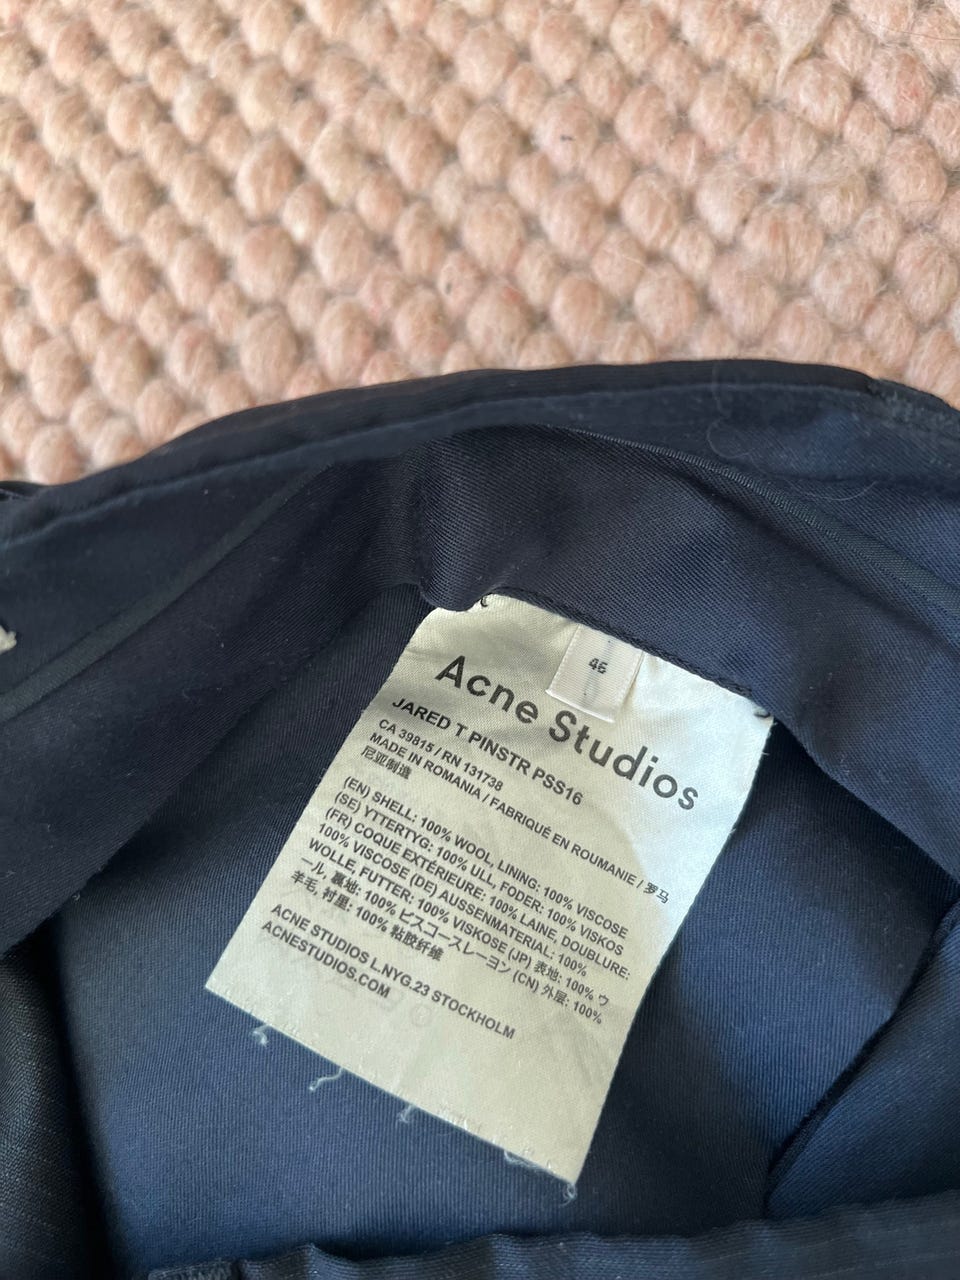 46
Acne Studios
JARED T PINSTR PSS16
CA 39815 / RN 131738
MADE IN ROMANIA / FABRIQUÉ EN ROUMANIE / 罗马
尼亚制造
(EN) SHELL: 100% WOOL, LINING: 100% VISCOSE
(SE) YTTERTYG: 100% ULL, FODER: 100% VISKOS
(FR) COQUE EXTÉRIEURE: 100% LAINE, DOUBLURE:
100% VISCOSE (DE) AUSSENMATERIAL: 100%
WOLLE, FUTTER: 100% VISKOSE (JP) 表地: 100% ウ
ール, 裏地: 100% ビスコースレーヨン (CN) 外层: 100%
羊毛, 衬里: 100% 粘胶纤维
ACNE STUDIOS L.NYG.23 STOCKHOLM
ACNESTUDIOS.COM